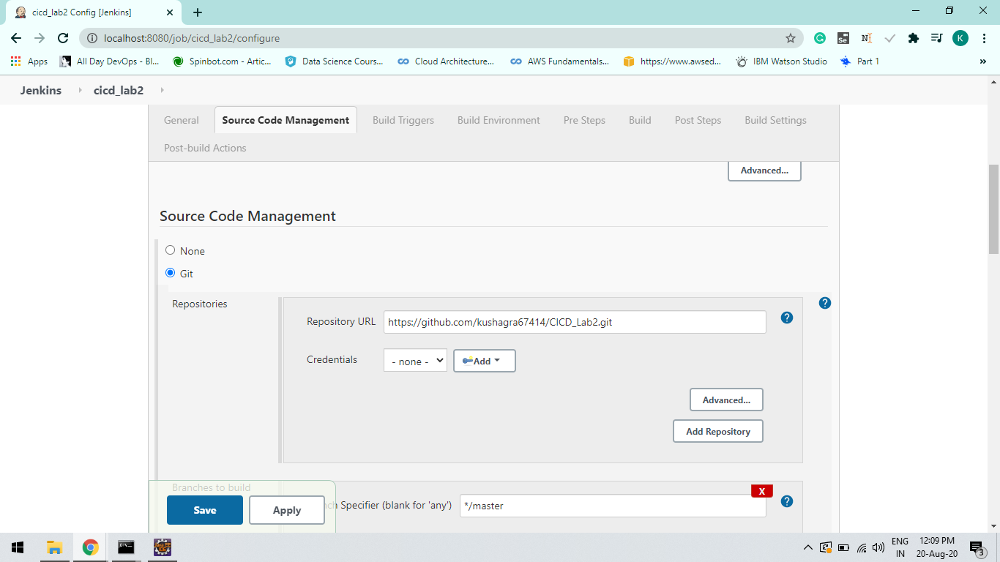 cicd_lab2 Config [Jenkins]
localhost:8080/job/cicd_lab2/configure
Apps All Day DevOps - Bl... Spinbot.com - Artic... Data Science Cours... Cloud Architecture... AWS Fundamentals... https://www.awsed... IBM Watson Studio Part 1 »
Jenkins cicd_lab2
General Source Code Management Build Triggers Build Environment Pre Steps Build Post Steps Build Settings
Post-build Actions
Advanced...
Source Code Management
None
Git
Repositories
Repository URL https://github.com/kushagra67414/CICD_Lab2.git
Credentials - none - Add
Advanced...
Add Repository
Branches to build
X
ch Specifier (blank for 'any') */master
Save Apply
ENG 12:09 PM
IN 20-Aug-20 3